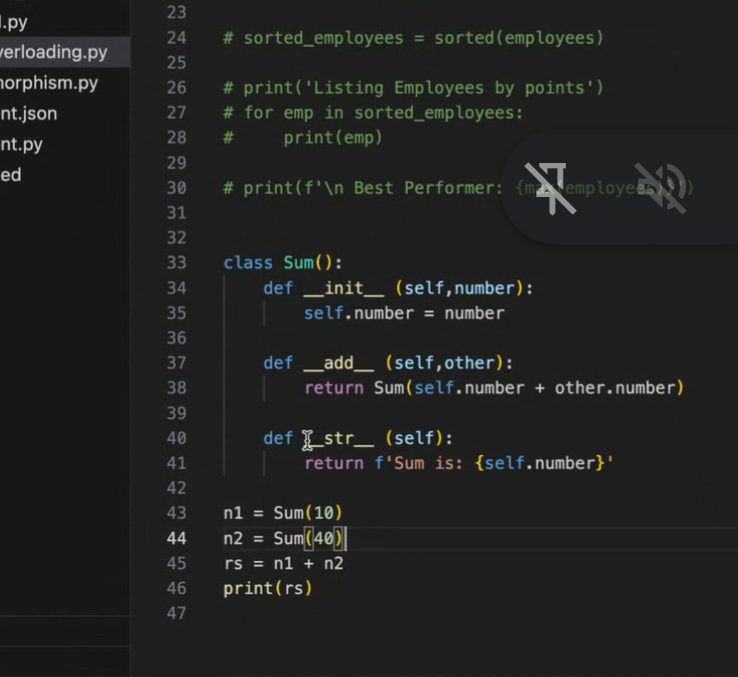 .py
verloading.py
norphism.py
nt.json
nt.py
ed
23
24 # sorted_employees = sorted(employees)
25
26 # print('Listing Employees by points')
27 # for emp in sorted_employees:
28 #     print(emp)
29
30 # print(f'\n Best Performer: {max(employees)}')
31
32
33 class Sum():
34     def __init__ (self,number):
35         self.number = number
36
37     def __add__ (self,other):
38         return Sum(self.number + other.number)
39
40     def __str__ (self):
41         return f'Sum is: {self.number}'
42
43 n1 = Sum(10)
44 n2 = Sum(40)
45 rs = n1 + n2
46 print(rs)
47